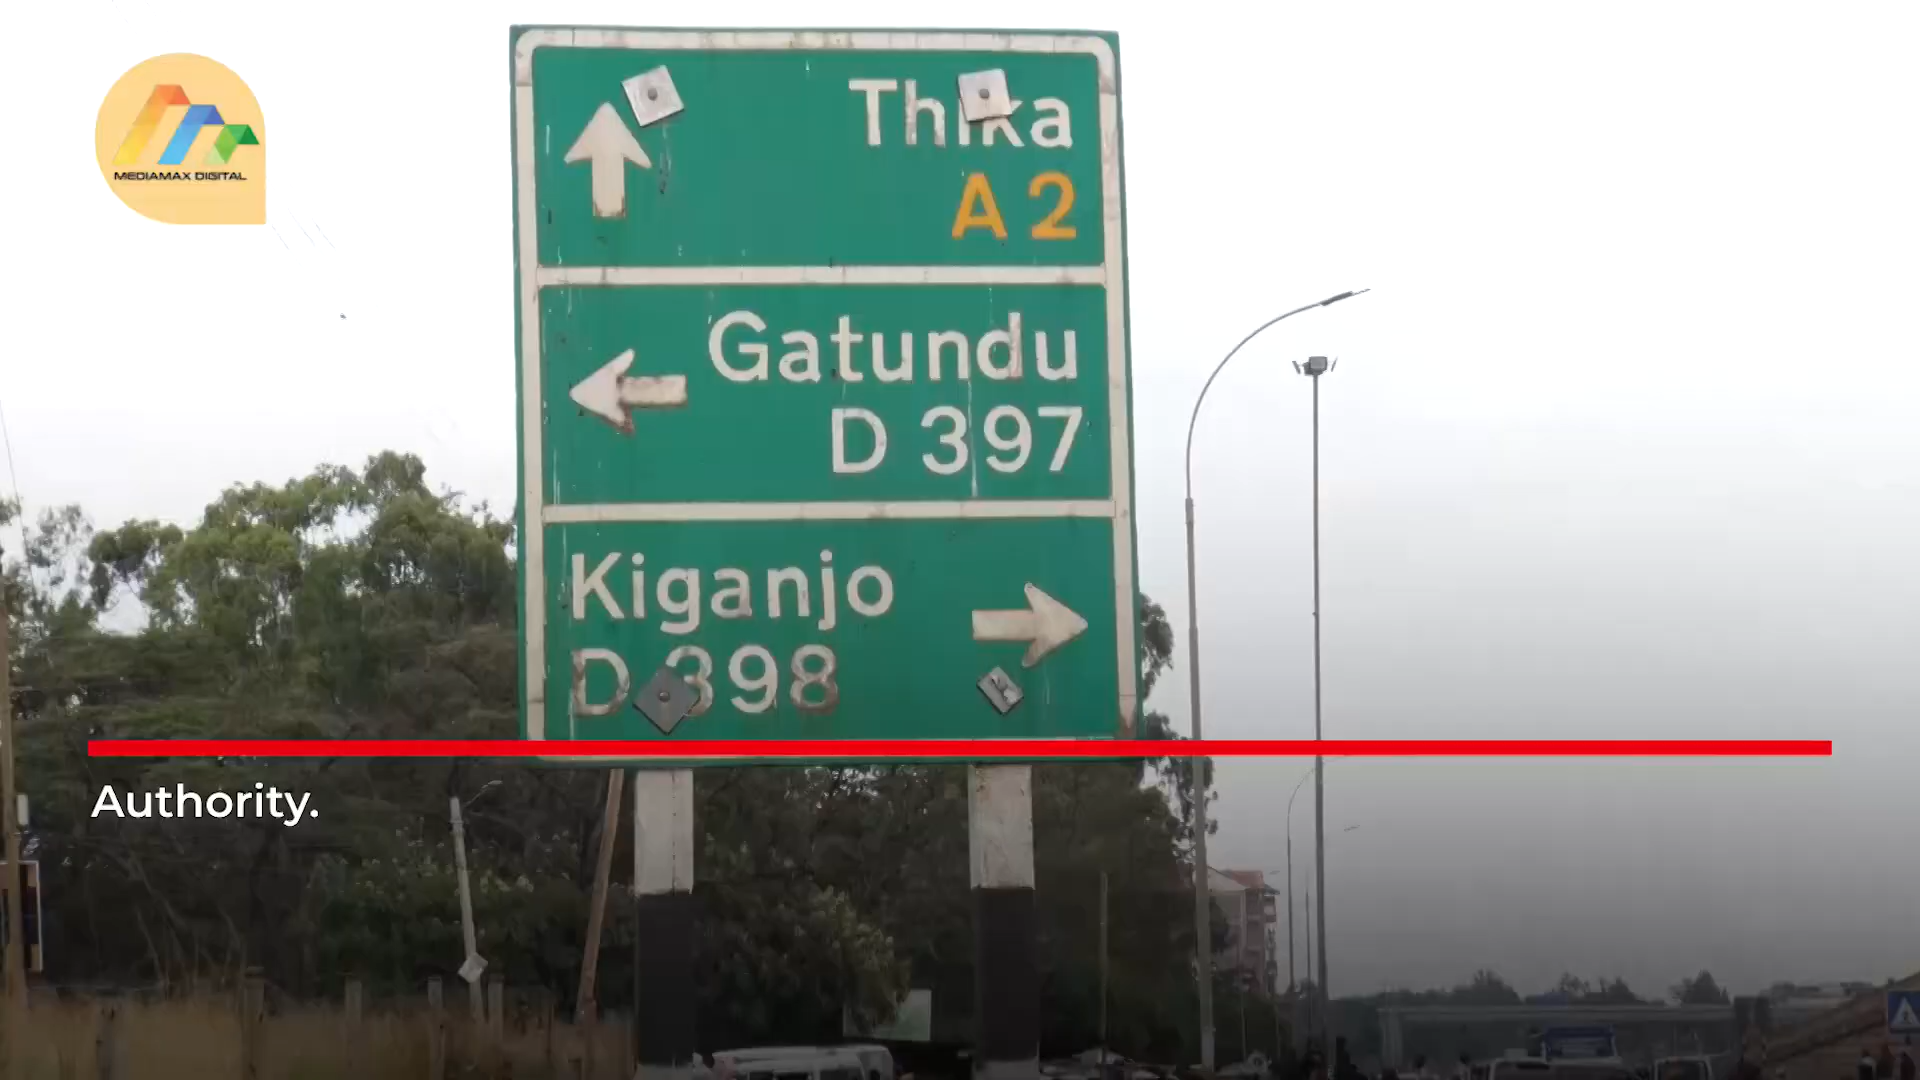 MEDIAMAX DIGITAL
Thika
A 2
Gatundu
D 397
Kiganjo
D 398
Authority.